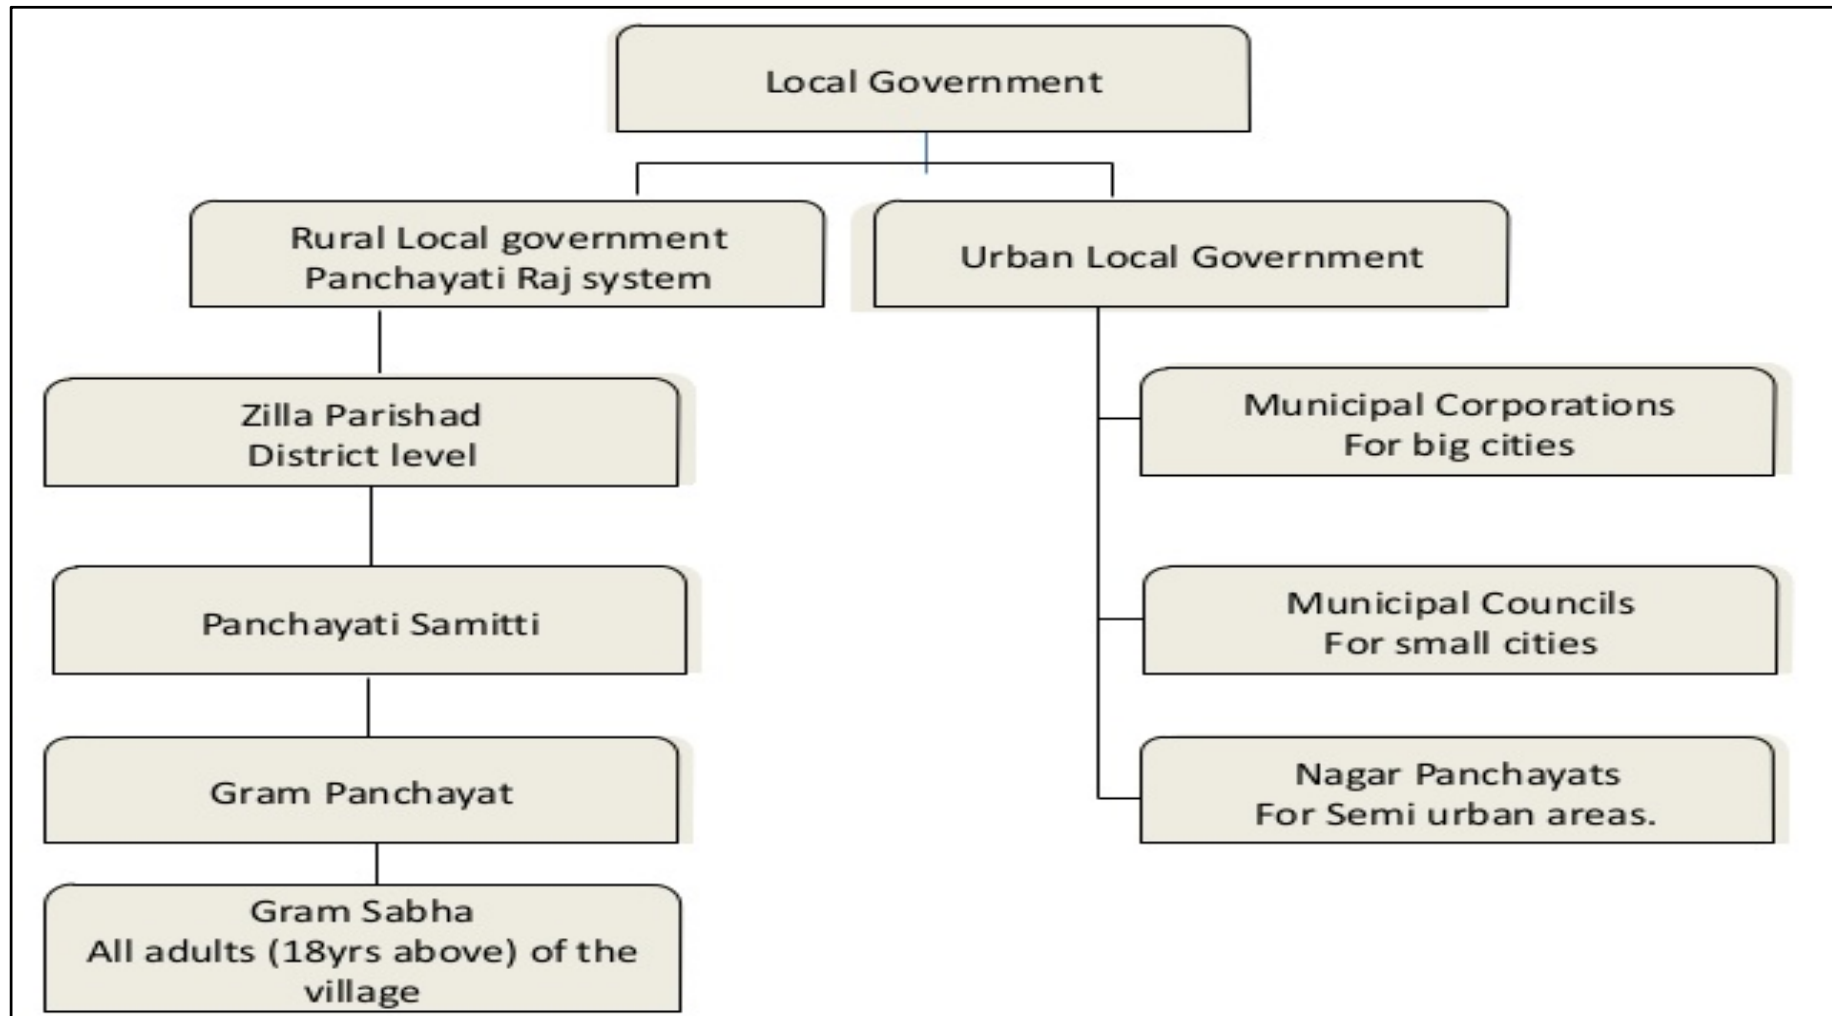 Local Government
Rural Local government
Panchayati Raj system
Urban Local Government
Zilla Parishad
District level
Panchayati Samitti
Gram Panchayat
Gram Sabha
All adults (18yrs above) of the
village
Municipal Corporations
For big cities
Municipal Councils
For small cities
Nagar Panchayats
For Semi urban areas.